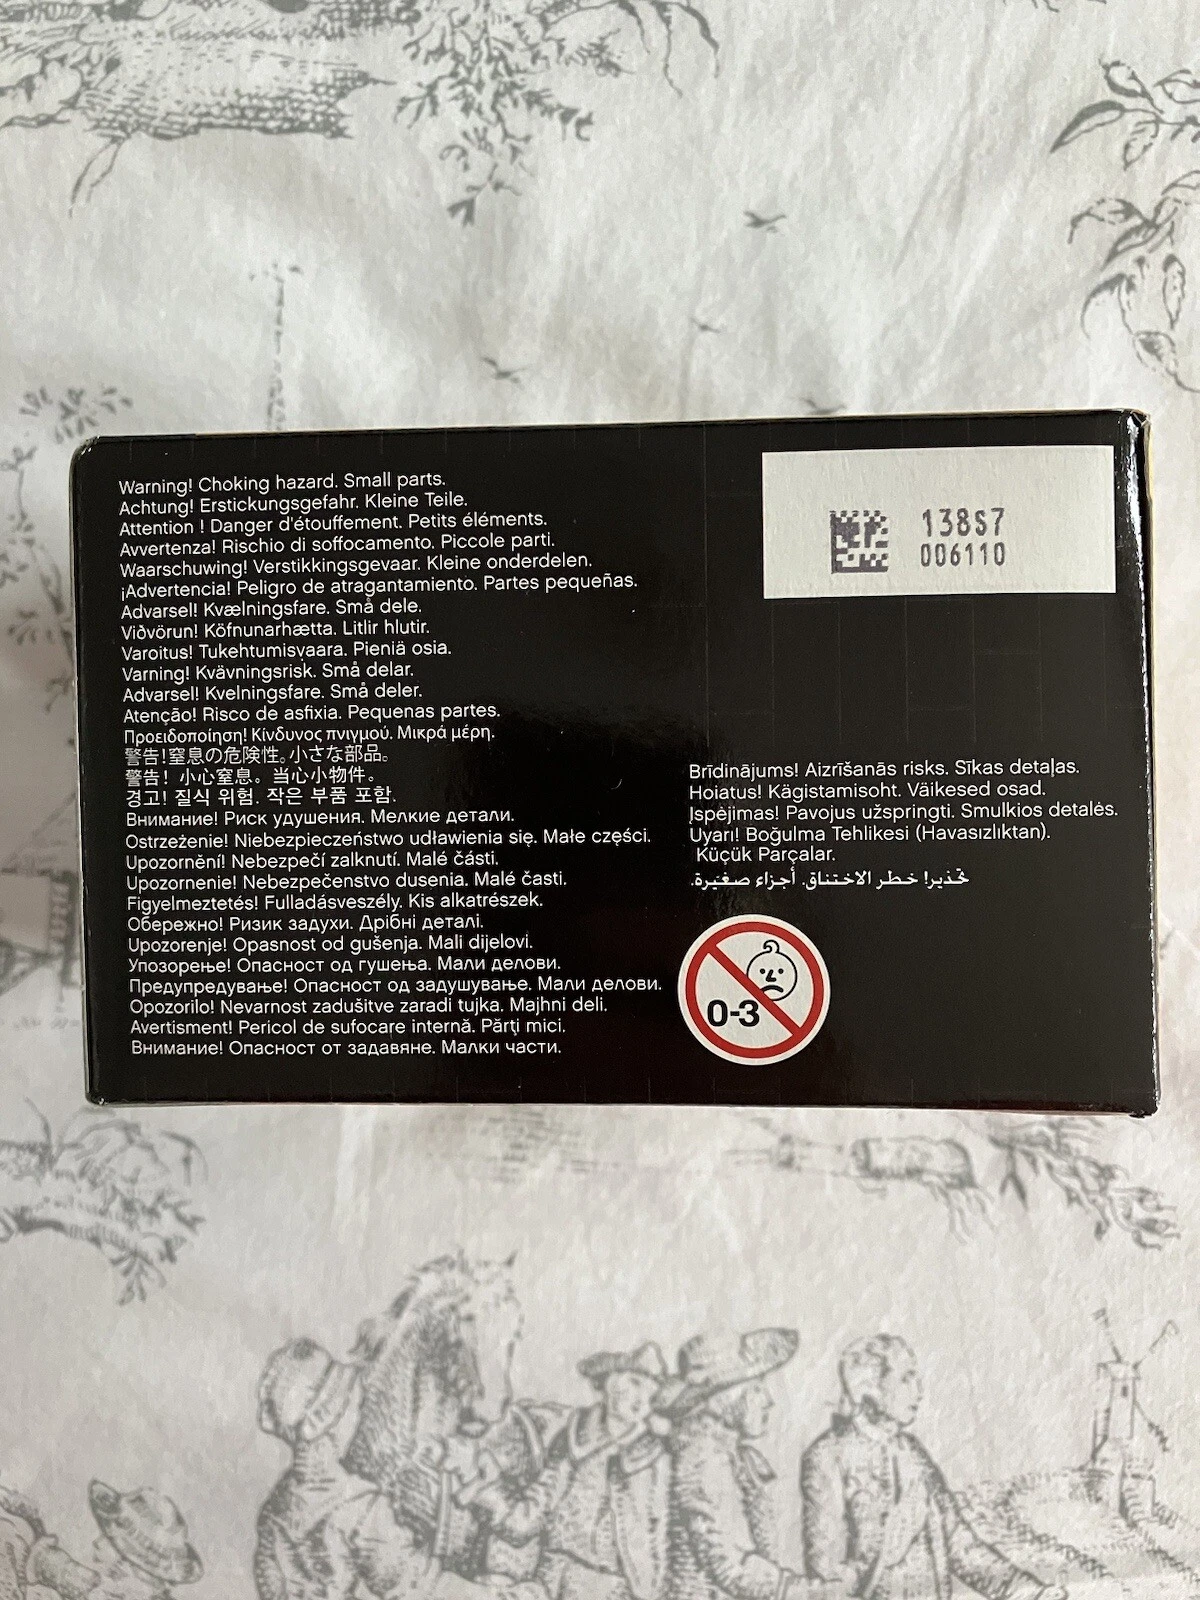 Warning! Choking hazard. Small parts.
Achtung! Erstickungsgefahr. Kleine Teile.
Attention ! Danger d'étouffement. Petits éléments.
Avvertenza! Rischio di soffocamento. Piccole parti.
Waarschuwing! Verstikkingsgevaar. Kleine onderdelen.
¡Advertencia! Peligro de atragantamiento. Partes pequeñas.
Advarsel! Kvælningsfare. Små dele.
Viðvörun! Köfnunarhætta. Litlir hlutir.
Varoitus! Tukehtumisvaara. Pieniä osia.
Varning! Kvävningsrisk. Små delar.
Advarsel! Kvelningsfare. Små deler.
Atenção! Risco de asfixia. Pequenas partes.
Προειδοποίηση! Κίνδυνος πνιγμού. Μικρά μέρη.
警告!窒息の危険性。小さな部品。
警告! 小心窒息。当心小物件。
경고! 질식 위험. 작은 부품 포함.
Внимание! Риск удушения. Мелкие детали.
Ostrzeżenie! Niebezpieczeństwo udławienia się. Małe części.
Upozornění! Nebezpečí zalknutí. Malé části.
Upozornenie! Nebezpečenstvo dusenia. Malé časti.
Figyelmeztetés! Fulladásveszély. Kis alkatrészek.
Обережно! Ризик задухи. Дрібні деталі.
Upozorenje! Opasnost od gušenja. Mali dijelovi.
Упозорење! Опасност од гушења. Мали делови.
Предупредување! Опасност од задушување. Мали делови.
Opozorilo! Nevarnost zadušitve zaradi tujka. Majhni deli.
Avertisment! Pericol de sufocare internă. Părţi mici.
Внимание! Опасност от задавяне. Малки части.
138S7
006110
Brīdinājums! Aizrīšanās risks. Sīkas detaļas.
Hoiatus! Kägistamisoht. Väikesed osad.
Įspėjimas! Pavojus užspringti. Smulkios detalės.
Uyarı! Boğulma Tehlikesi (Havasızlıktan).
Küçük Parçalar.
تحذير! خطر الاختناق. أجزاء صغيرة.
0-3